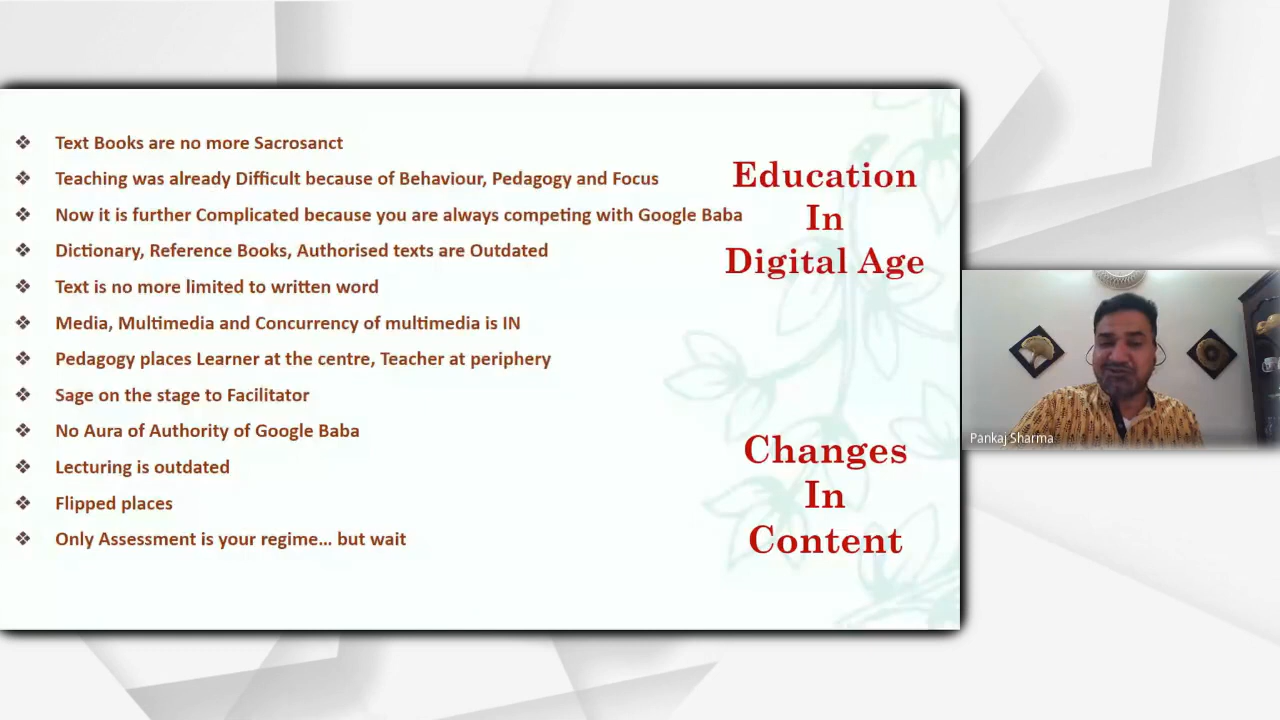 Text Books are no more Sacrosanct
Teaching was already Difficult because of Behaviour, Pedagogy and Focus
Now it is further Complicated because you are always competing with Google Baba
Dictionary, Reference Books, Authorised texts are Outdated
Text is no more limited to written word
Media, Multimedia and Concurrency of multimedia is IN
Pedagogy places Learner at the centre, Teacher at periphery
Sage on the stage to Facilitator
No Aura of Authority of Google Baba
Lecturing is outdated
Flipped places
Only Assessment is your regime... but wait
Education
In
Digital Age
Changes
In
Content
Pankaj Sharma